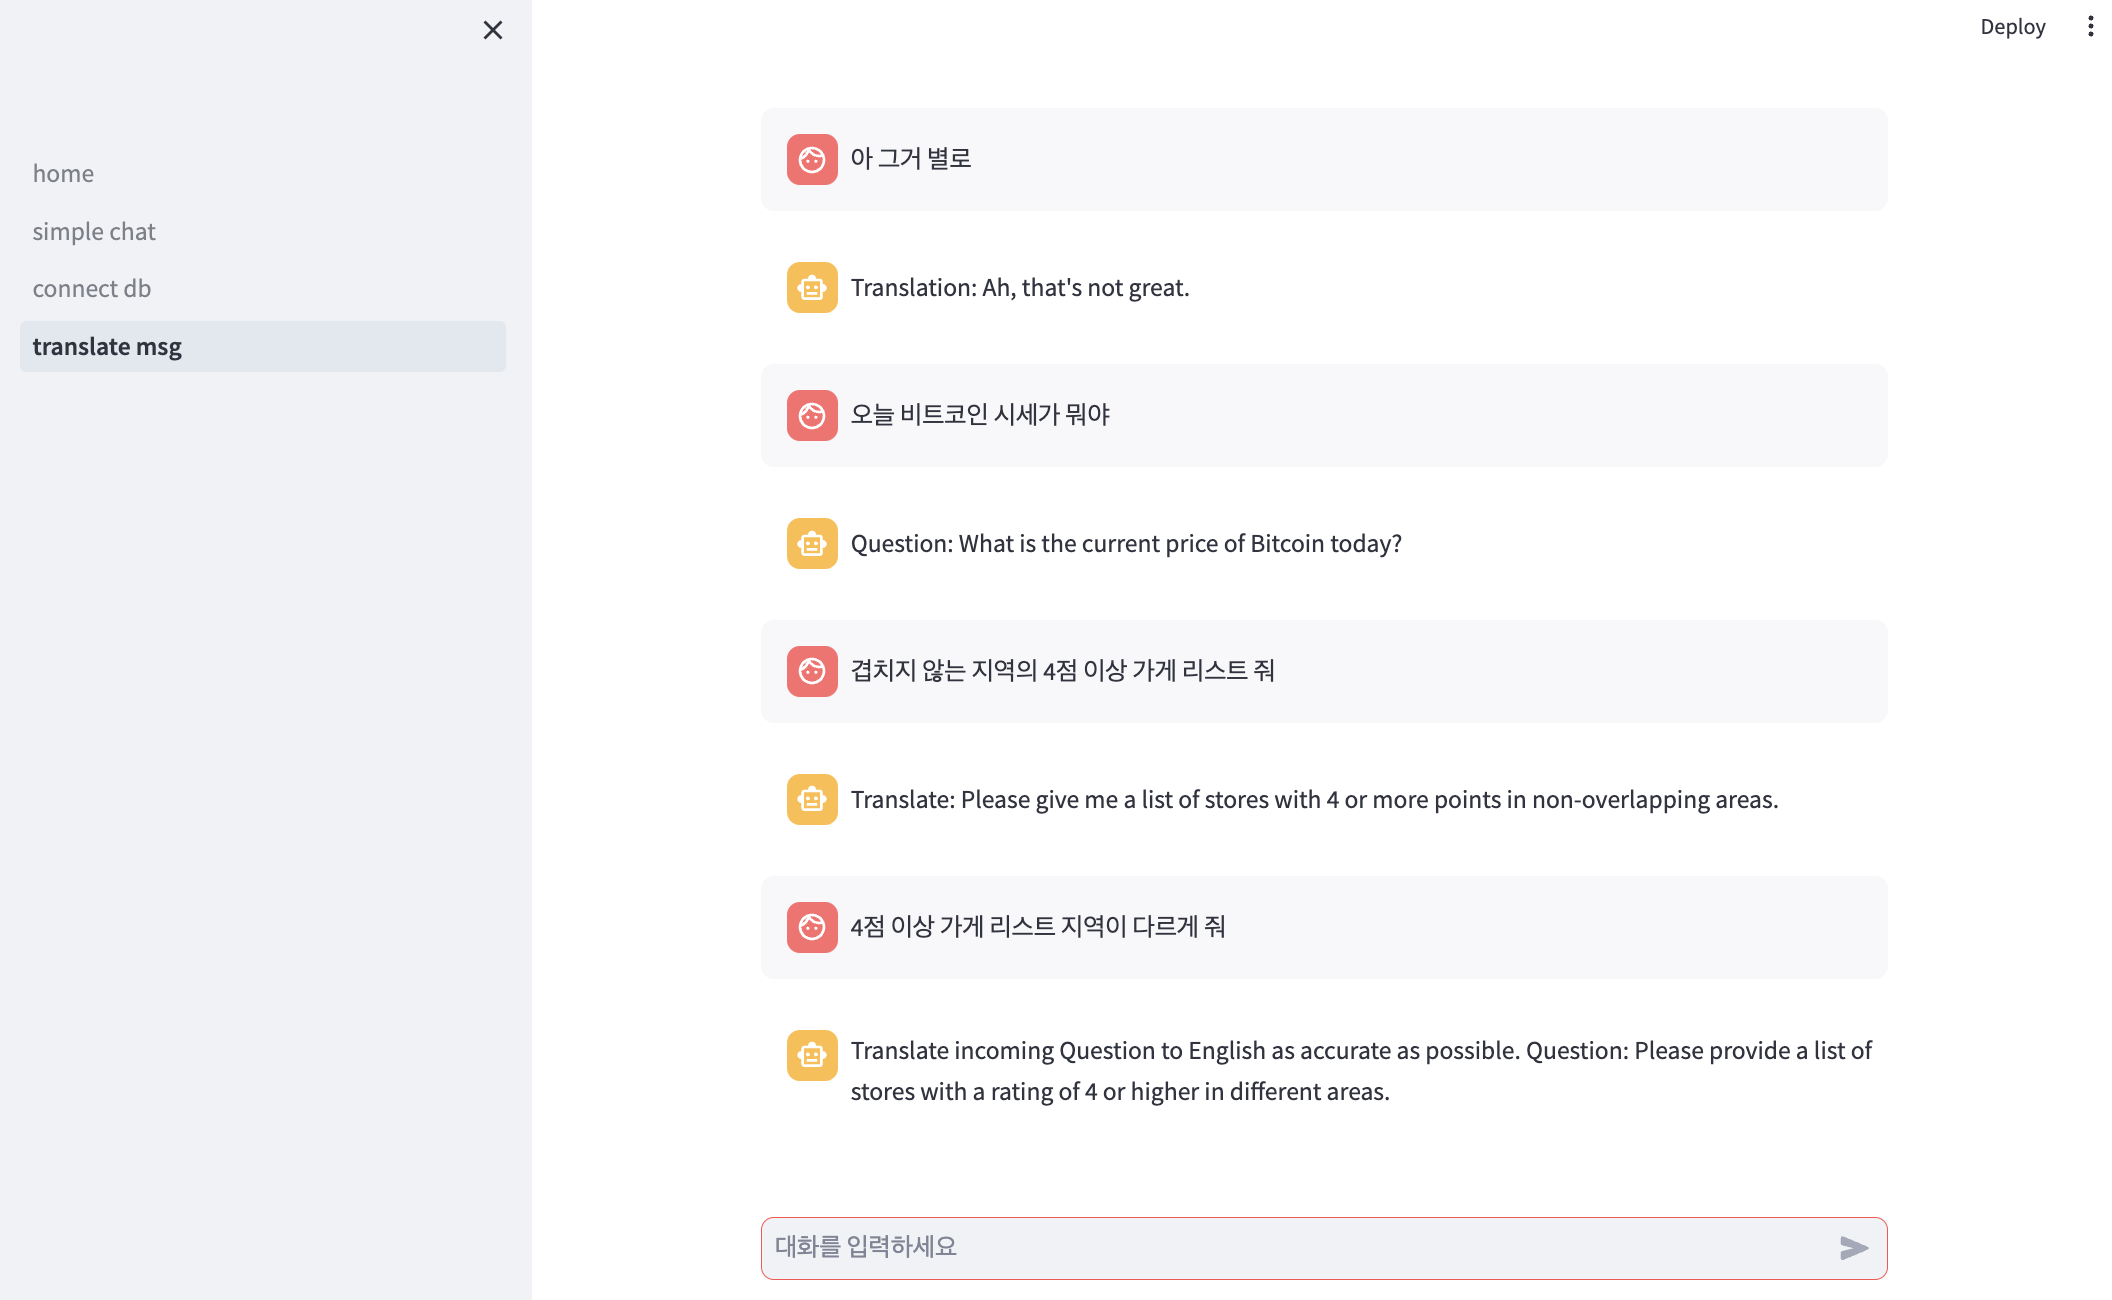 Deploy
home
simple chat
connect db
translate msg
아 그거 별로
Translation: Ah, that's not great.
오늘 비트코인 시세가 뭐야
Question: What is the current price of Bitcoin today?
겹치지 않는 지역의 4점 이상 가게 리스트 줘
Translate: Please give me a list of stores with 4 or more points in non-overlapping areas.
4점 이상 가게 리스트 지역이 다르게 줘
Translate incoming Question to English as accurate as possible. Question: Please provide a list of
stores with a rating of 4 or higher in different areas.
대화를 입력하세요